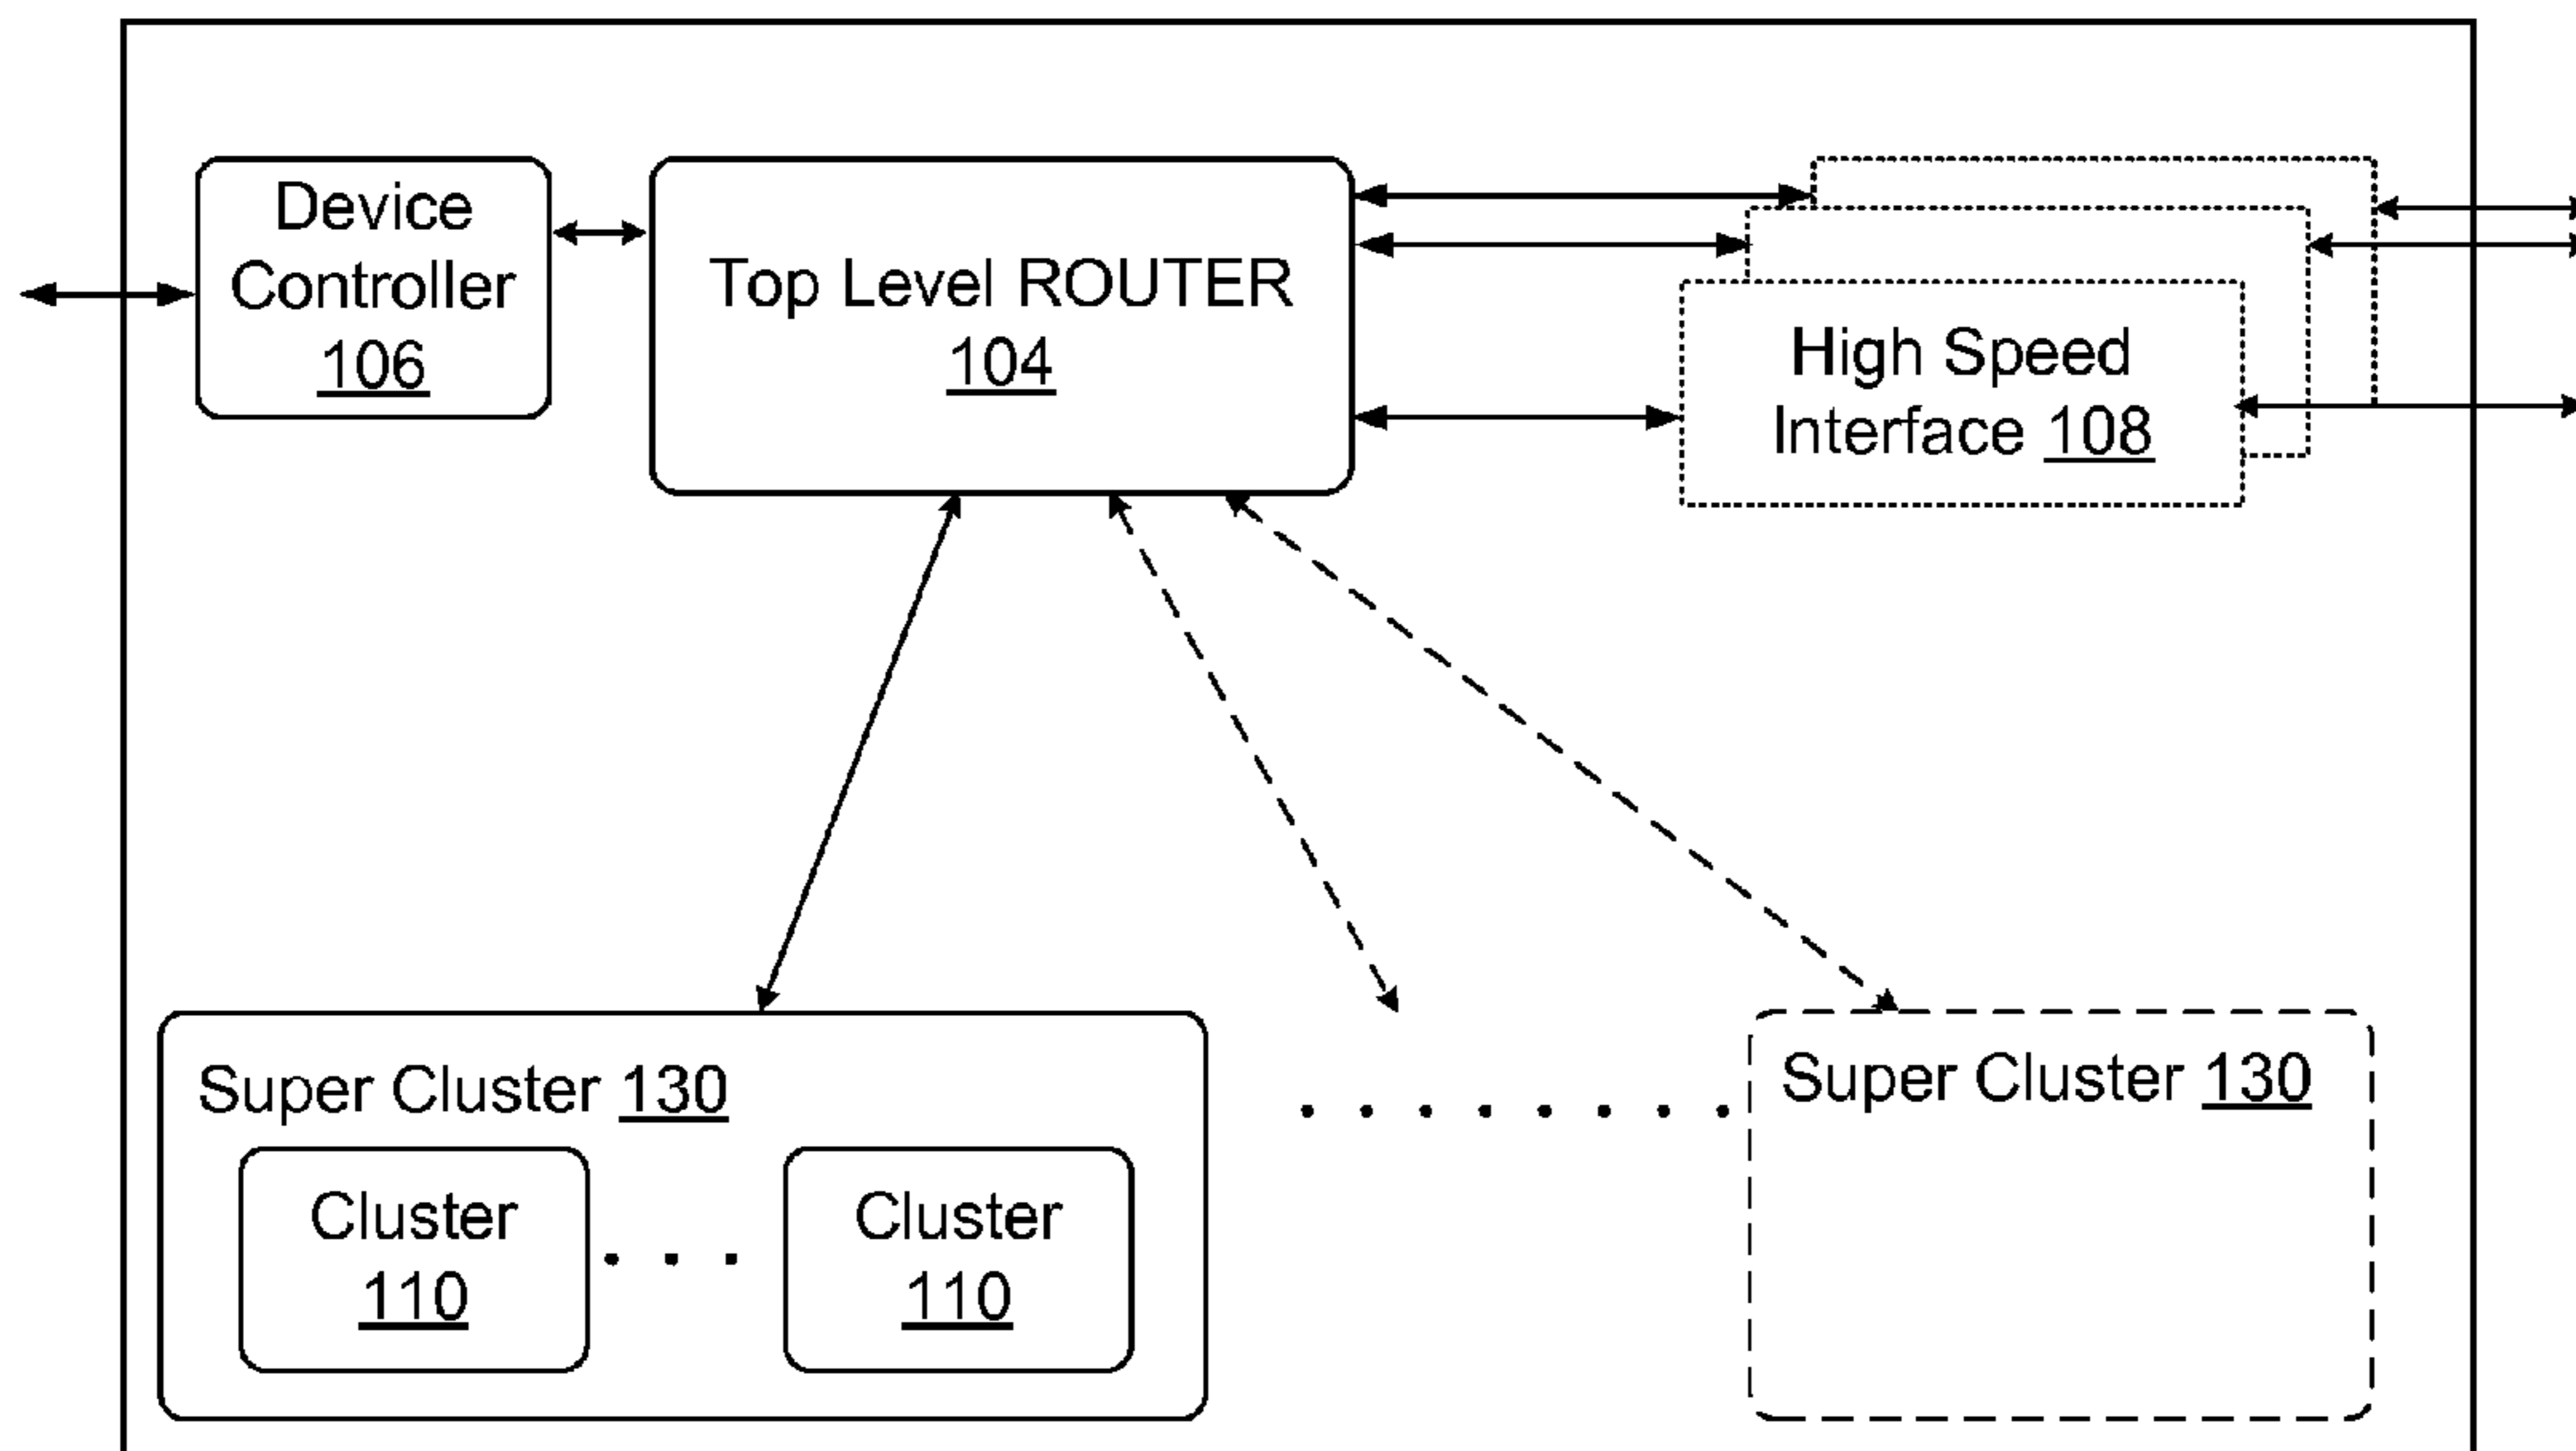 Device
Controller
106
Top Level ROUTER
104
High Speed
Interface 108
Super Cluster 130
Cluster
110
Cluster
110
Super Cluster 130